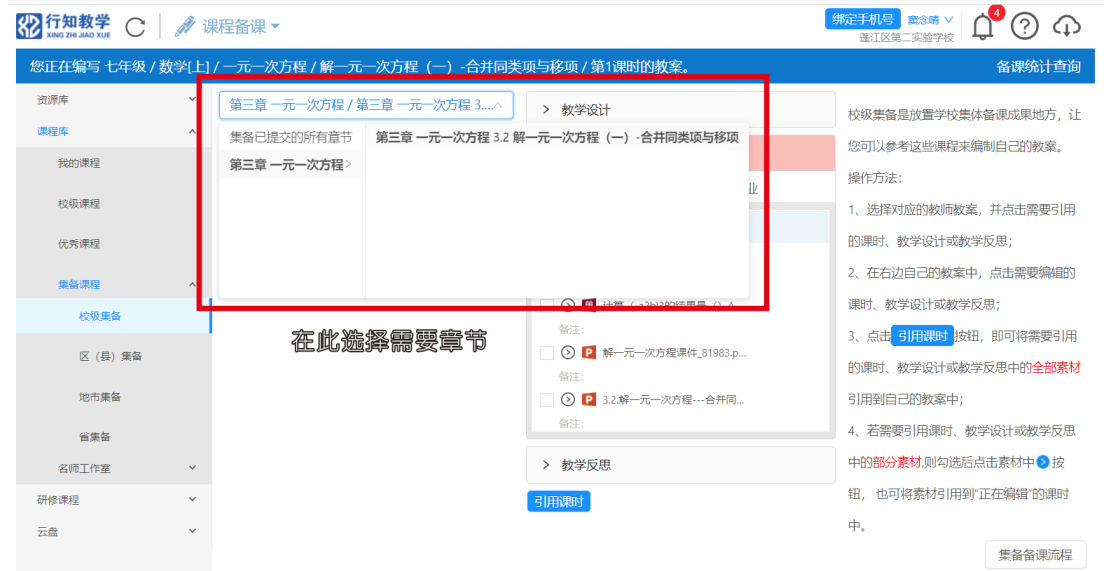 行知教学
XING ZHI JIAO XUE
课程备课
绑定手机号
窦念晴
蓬江区第二实验学校
4
您正在编写 七年级 / 数学[上] / 一元一次方程 / 解一元一次方程（一）-合并同类项与移项 / 第1课时的教案。
备课统计查询
资源库
课程库
我的课程
校级课程
优秀课程
集备课程
校级集备
区（县）集备
地市集备
省集备
名师工作室
研修课程
云盘
第三章 一元一次方程 / 第三章 一元一次方程 3....
集备已提交的所有章节
第三章 一元一次方程 >
第三章 一元一次方程 3.2 解一元一次方程（一）-合并同类项与移项
在此选择需要章节
> 教学设计
业
备注：
解一元一次方程课件_81983.p...
备注：
3.2.解一元一次方程---合并同...
备注：
> 教学反思
引用课时
校级集备是放置学校集体备课成果地方，让
您可以参考这些课程来编制自己的教案。
操作方法：
1、选择对应的教师教案，并点击需要引用
的课时、教学设计或教学反思；
2、在右边自己的教案中，点击需要编辑的
课时、教学设计或教学反思；
3、点击 引用课时 按钮，即可将需要引用
的课时、教学设计或教学反思中的全部素材
引用到自己的教案中；
4、若需要引用课时、教学设计或教学反思
中的部分素材,则勾选后点击素材中 按
钮， 也可将素材引用到“正在编辑”的课时
中。
集备备课流程